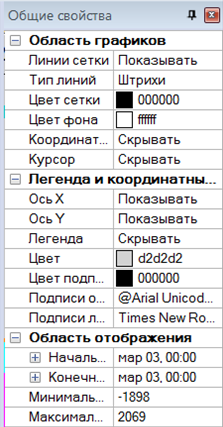 Общие свойства
Область графиков
Линии сетки Показывать
Тип линий Штрихи
Цвет сетки 000000
Цвет фона ffffff
Координат... Скрывать
Курсор Скрывать
Легенда и координатны...
Ось X Показывать
Ось Y Показывать
Легенда Скрывать
Цвет d2d2d2
Цвет подп... 000000
Подписи о... @Arial Unicod...
Подписи л... Times New Ro...
Область отображения
Началь... мар 03, 00:00
Конечн... мар 03, 00:00
Минималь... -1898
Максимал... 2069